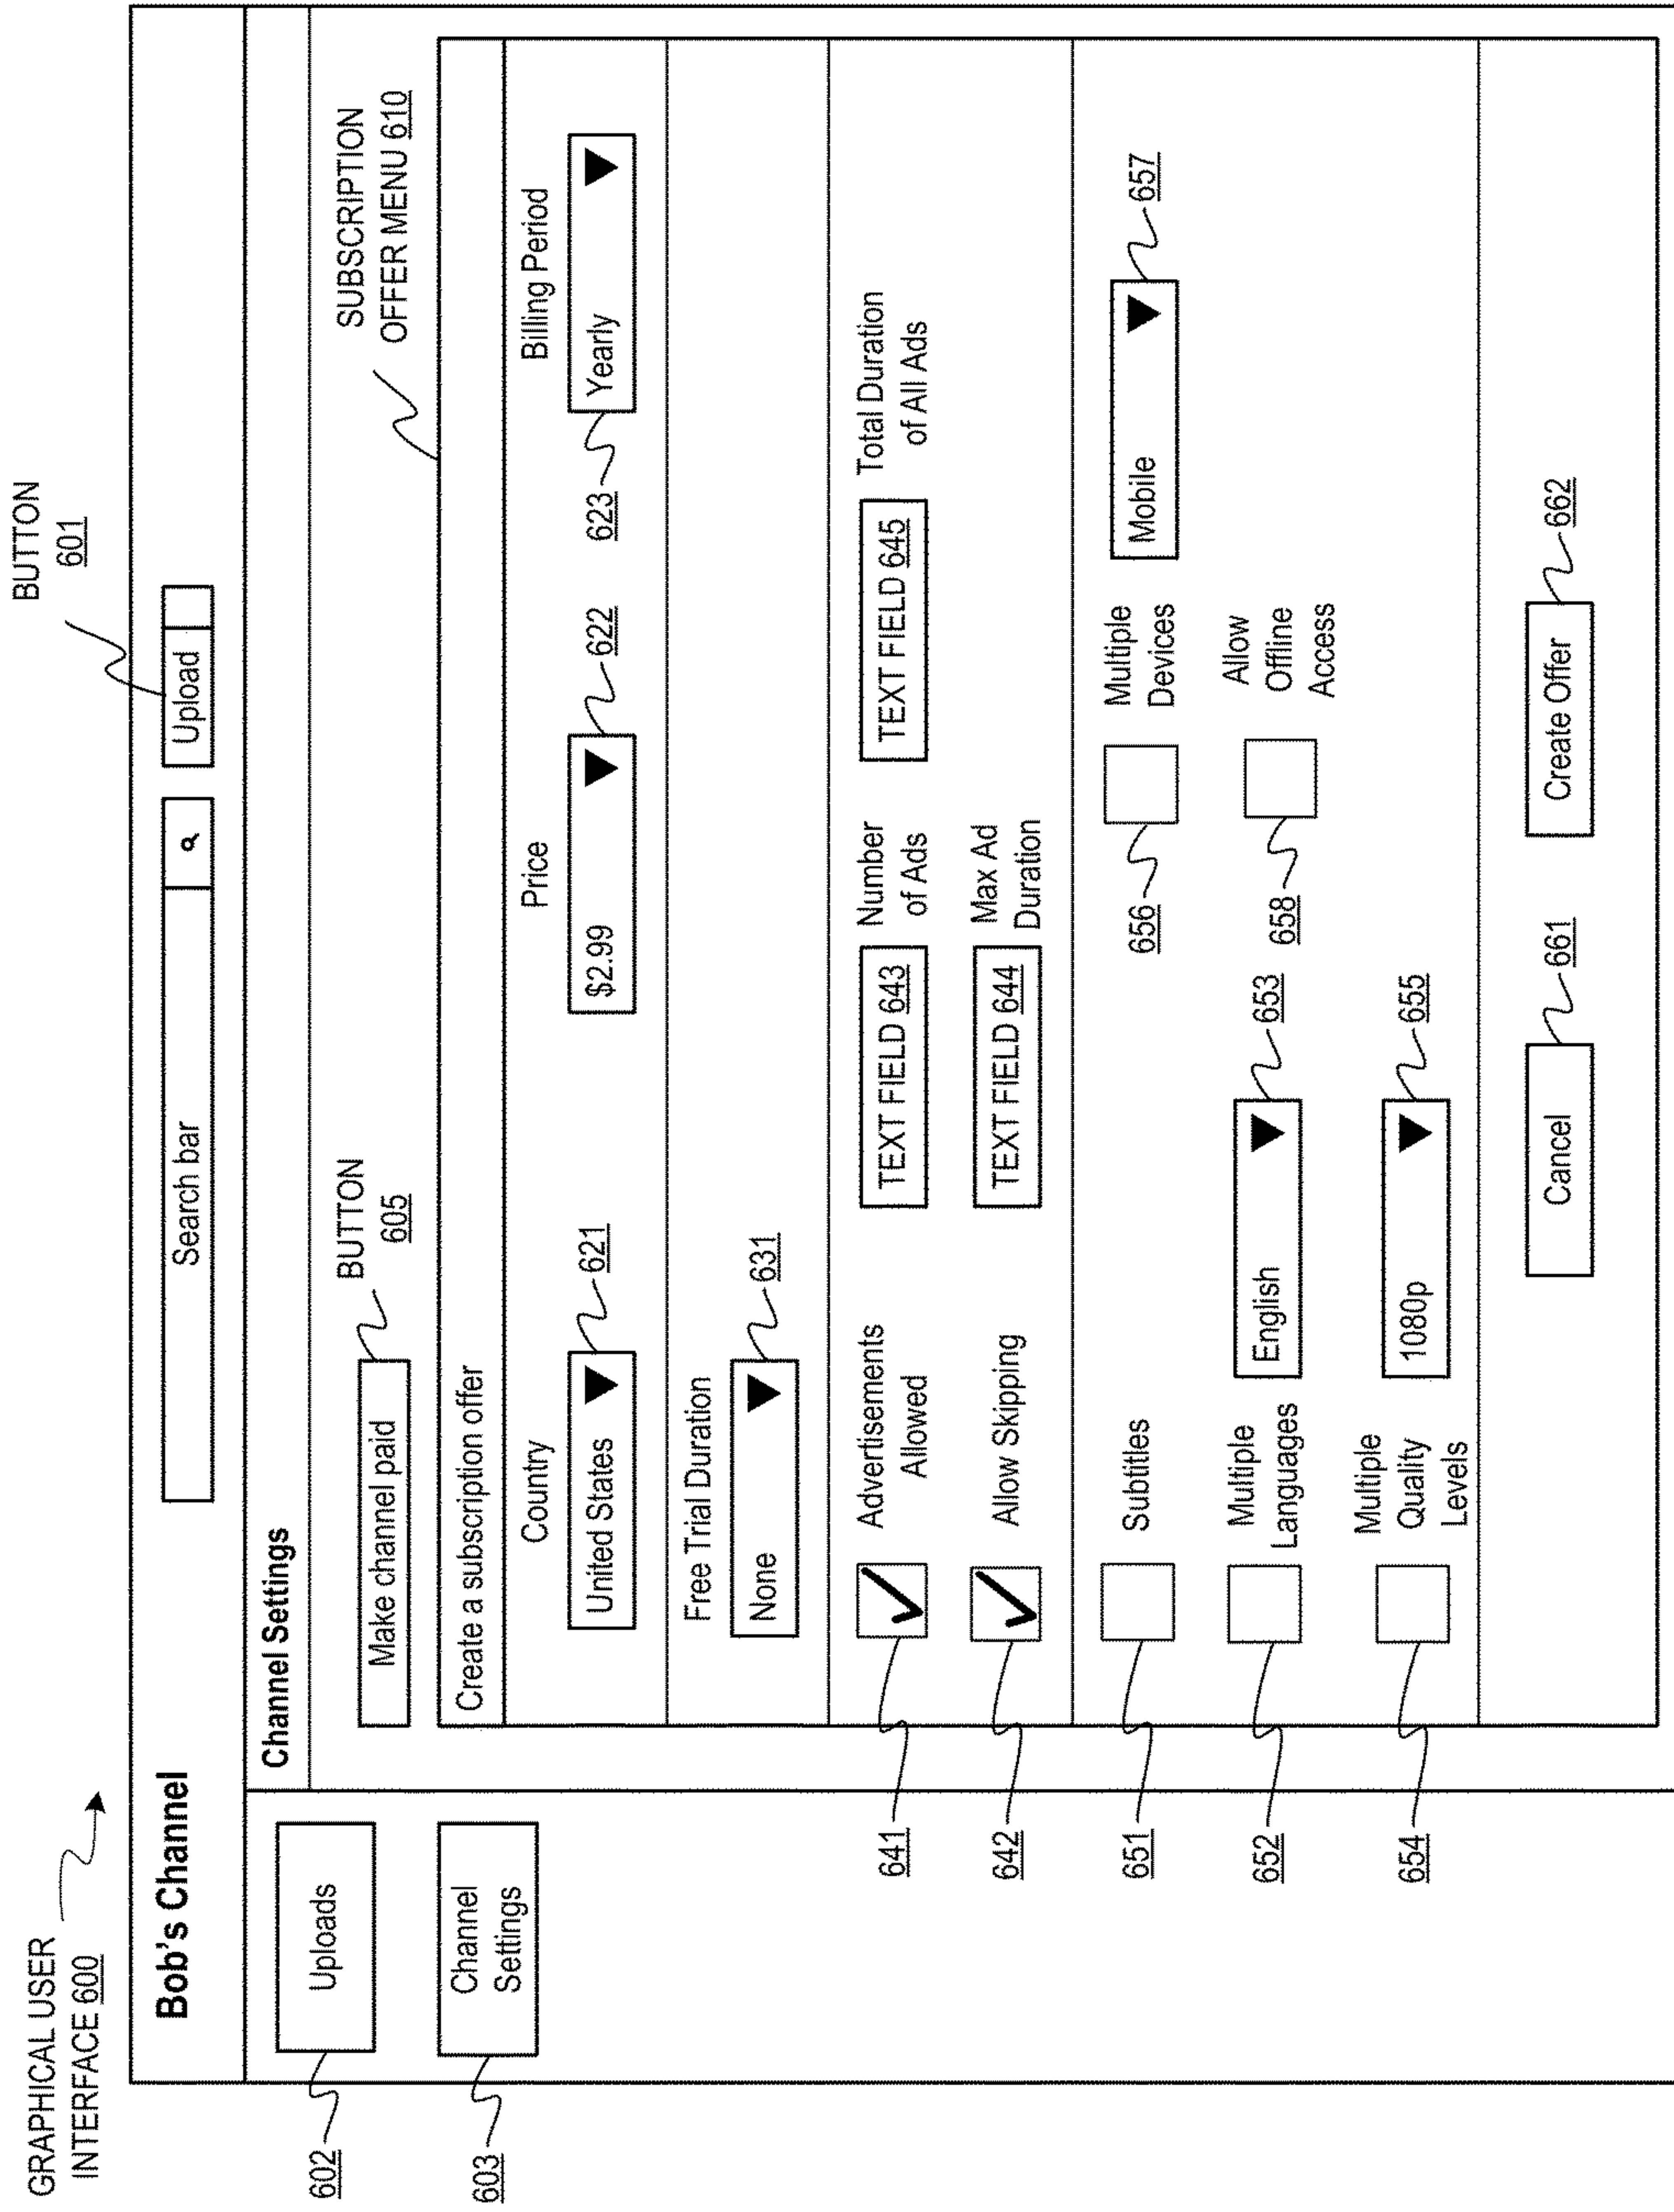 GRAPHICAL USER
INTERFACE 600
BUTTON
601
Bob's Channel
Search bar
Upload
602
Uploads
603
Channel
Settings
Channel Settings
Make channel paid
BUTTON
605
SUBSCRIPTION
OFFER MENU 610
Create a subscription offer
Country
United States
621
Price
$2.99
622
Billing Period
623
Yearly
Free Trial Duration
None
631
641
Advertisements
Allowed
TEXT FIELD 643
Number
of Ads
TEXT FIELD 645
Total Duration
of All Ads
642
Allow Skipping
TEXT FIELD 644
Max Ad
Duration
651
Subtitles
656
Multiple
Devices
Mobile
657
652
Multiple
Languages
English
653
658
Allow
Offline
Access
654
Multiple
Quality
Levels
1080p
655
Cancel
661
Create Offer
662